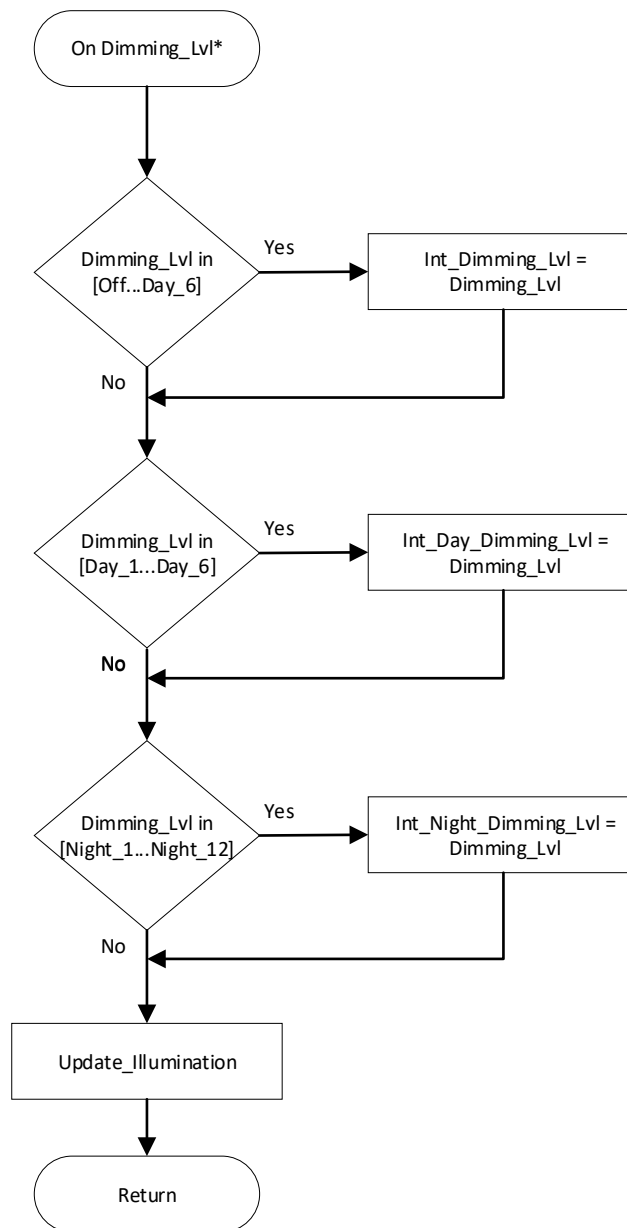 On Dimming_Lvl*
Dimming_Lvl in
[Off...Day_6]
Yes
Int_Dimming_Lvl =
Dimming_Lvl
No
Dimming_Lvl in
[Day_1...Day_6]
Yes
Int_Day_Dimming_Lvl =
Dimming_Lvl
No
Dimming_Lvl in
[Night_1...Night_12]
Yes
Int_Night_Dimming_Lvl =
Dimming_Lvl
No
Update_Illumination
Return